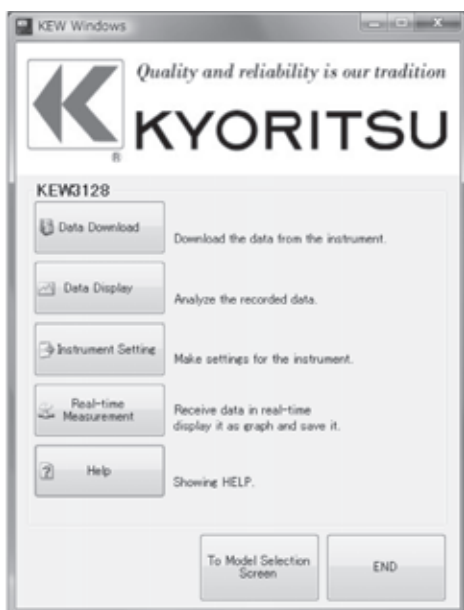 KEW Windows
Quality and reliability is our tradition
KYORITSU
®
KEW3128
Data Download
Download the data from the instrument.
Data Display
Analyze the recorded data.
Instrument Setting
Make settings for the instrument.
Real-time
Measurement
Receive data in real-time
display it as graph and save it.
Help
Showing HELP.
To Model Selection
Screen
END